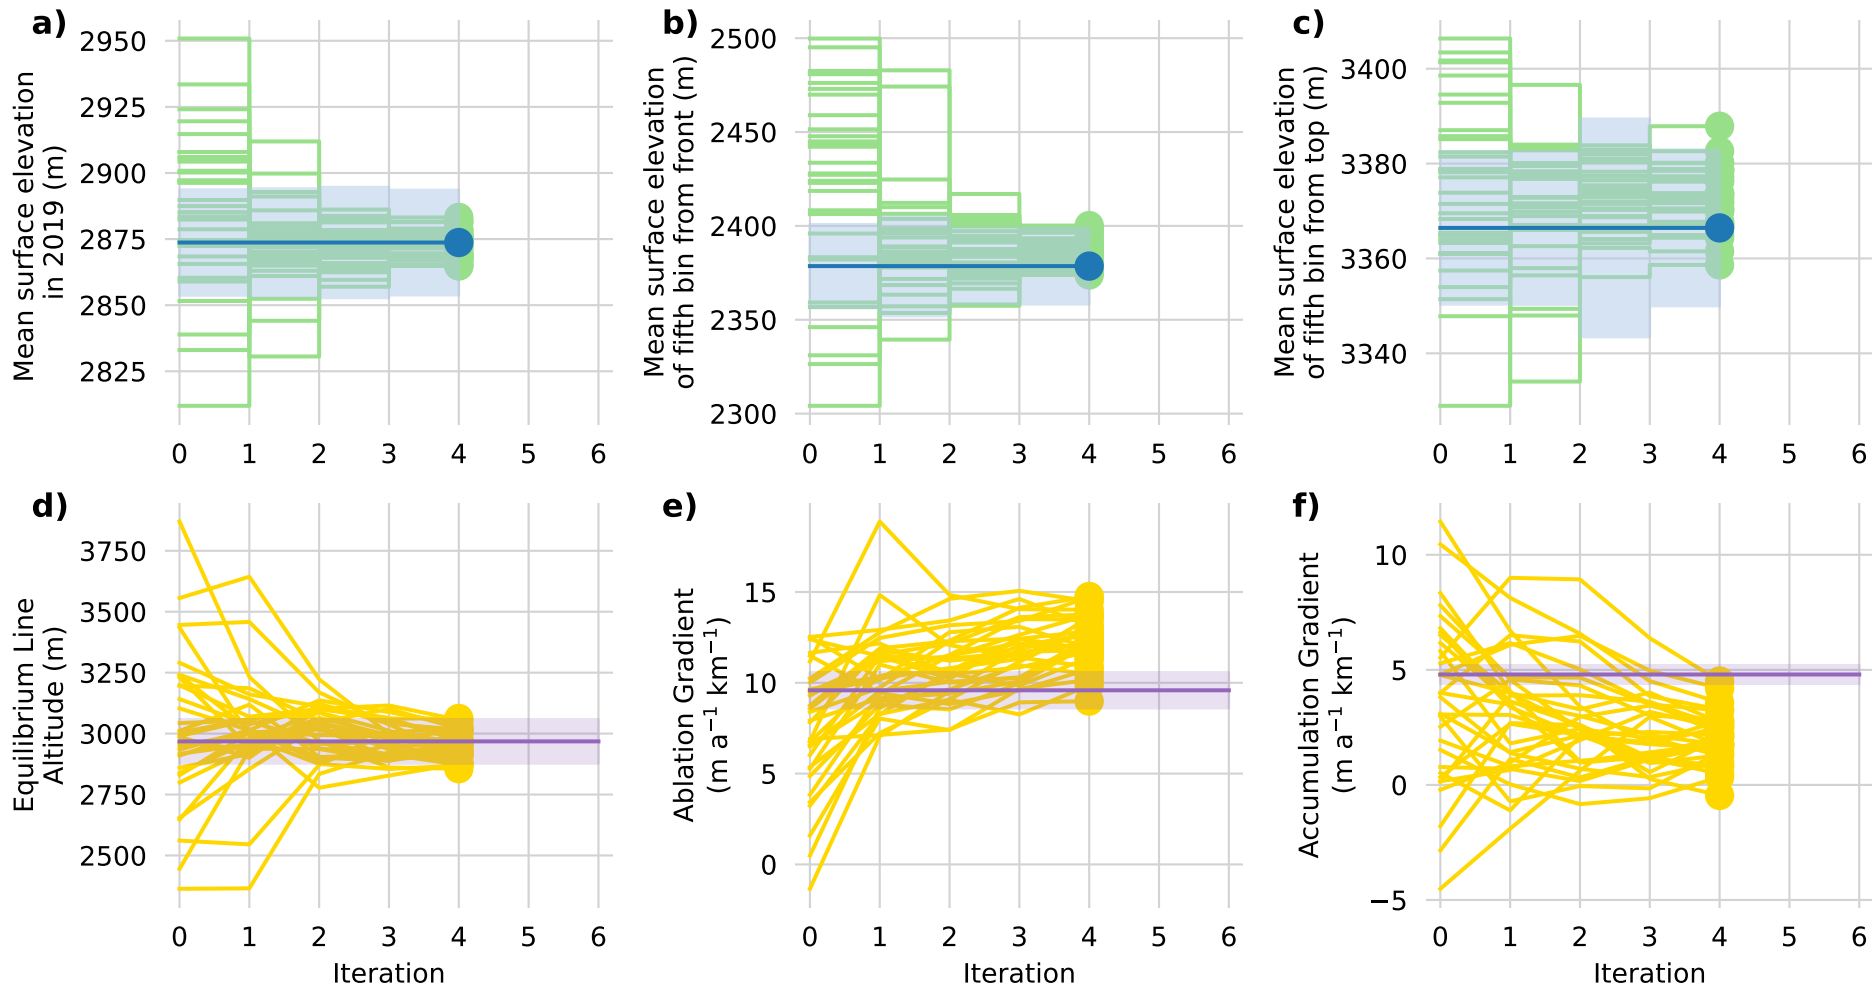 a)
Mean surface elevation
in 2019 (m)
2950
2925
2900
2875
2850
2825
0 1 2 3 4 5 6
b)
Mean surface elevation
of fifth bin from front (m)
2500
2450
2400
2350
2300
0 1 2 3 4 5 6
c)
Mean surface elevation
of fifth bin from top (m)
3400
3380
3360
3340
0 1 2 3 4 5 6
d)
Equilibrium Line
Altitude (m)
3750
3500
3250
3000
2750
2500
0 1 2 3 4 5 6
Iteration
e)
Ablation Gradient
(m a⁻¹ km⁻¹)
15
10
5
0
0 1 2 3 4 5 6
Iteration
f)
Accumulation Gradient
(m a⁻¹ km⁻¹)
10
5
0
−5
0 1 2 3 4 5 6
Iteration